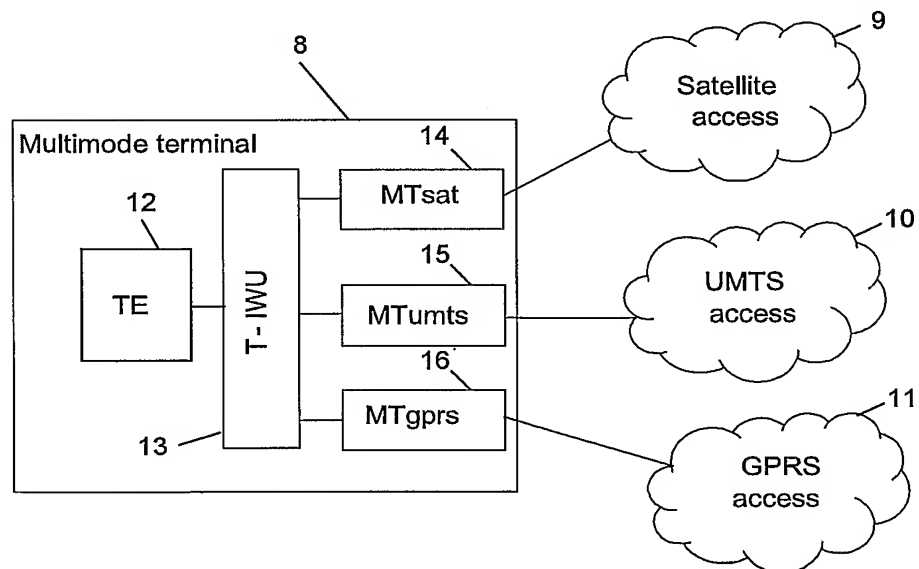 8
9
Satellite
access
Multimode terminal
14
MTsat
12
TE
T- IWU
13
15
MTumts
10
UMTS
access
16
MTgprs
11
GPRS
access